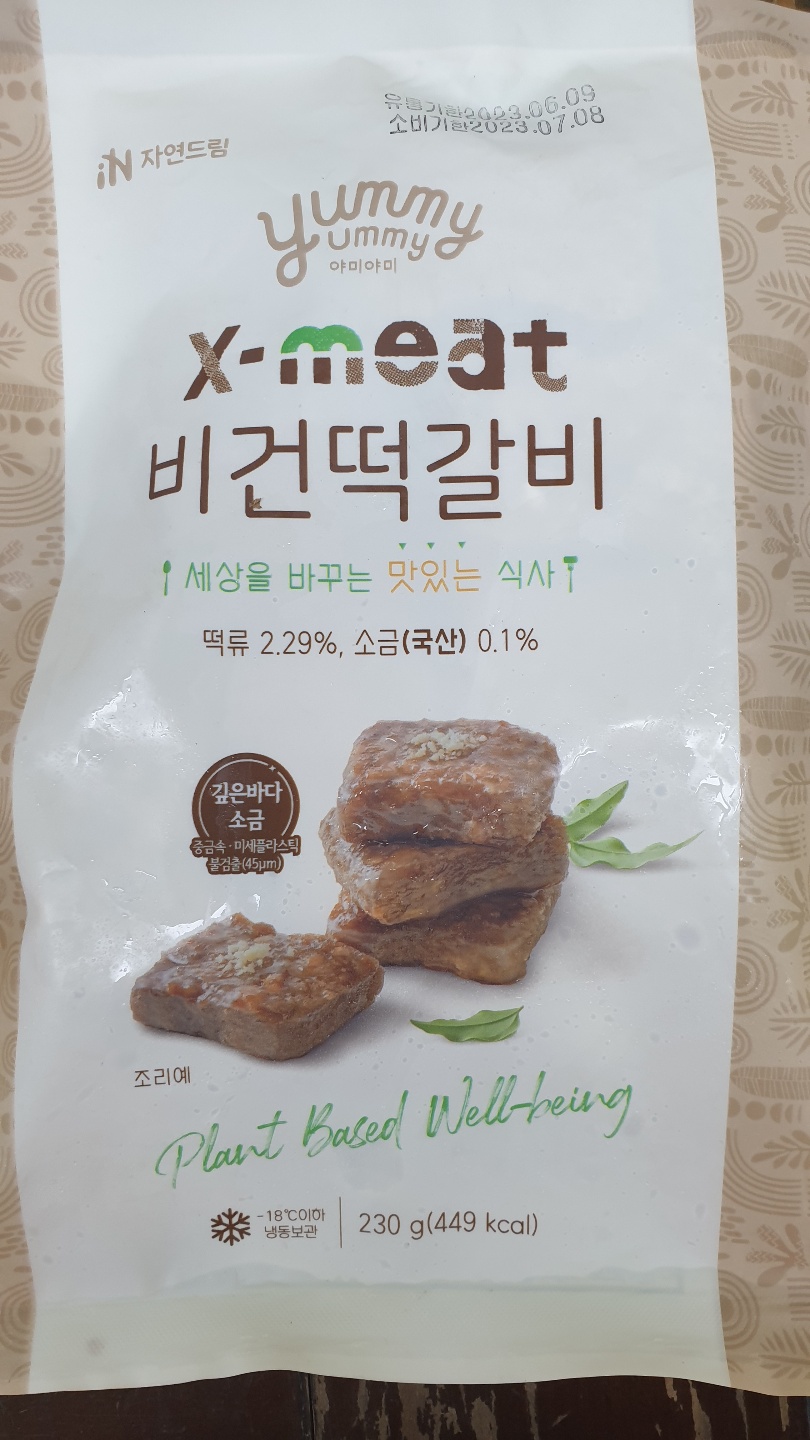 유통기한2023.06.09
소비기한2023.07.08
iN 자연드림
yummy
ummy
야미야미
x-meat
비건떡갈비
세상을 바꾸는 맛있는 식사
떡류 2.29%, 소금(국산) 0.1%
깊은바다
소금
중금속·미세플라스틱
불검출(45µm)
조리예
Plant Based Well-being
-18℃이하
냉동보관
230 g(449 kcal)